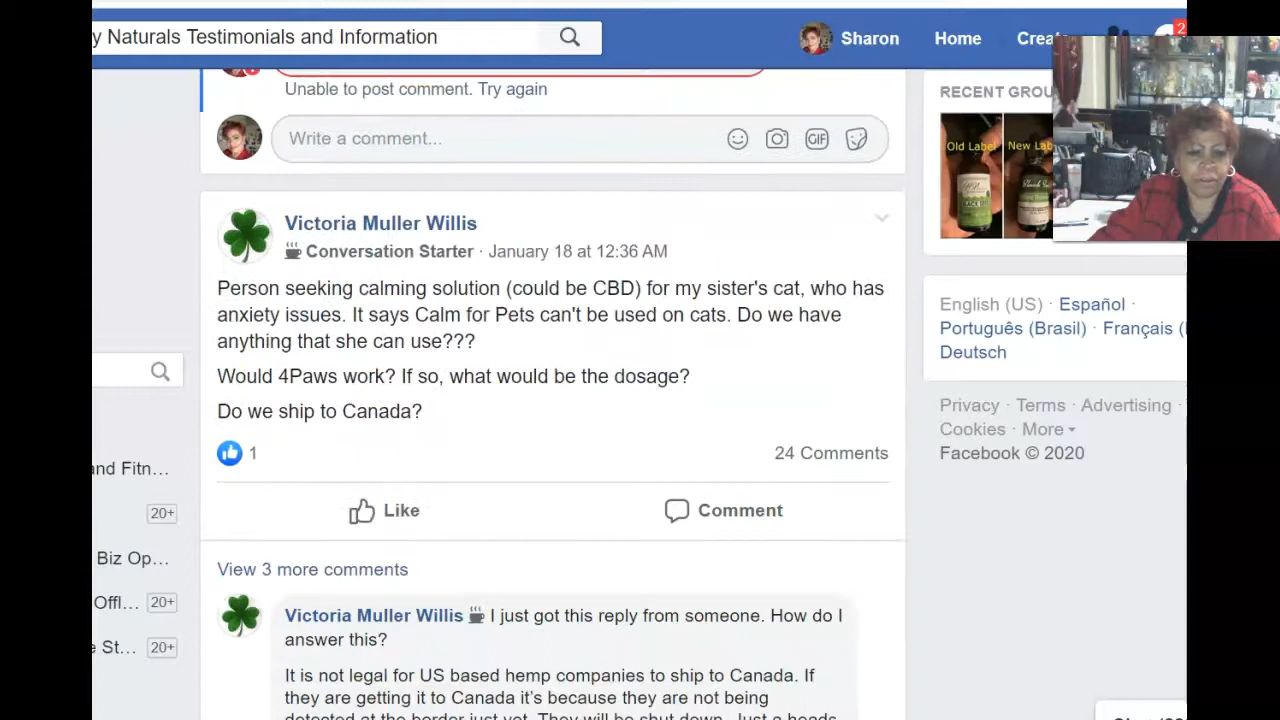 y Naturals Testimonials and Information
Sharon
Home
2
Unable to post comment. Try again
Write a comment...
GIF
RECENT
Old Label
Victoria Muller Willis
Conversation Starter · January 18 at 12:36 AM
Person seeking calming solution (could be CBD) for my sister's cat, who has
anxiety issues. It says Calm for Pets can't be used on cats. Do we have
anything that she can use???
Would 4Paws work? If so, what would be the dosage?
Do we ship to Canada?
1
24 Comments
Like
Comment
View 3 more comments
Victoria Muller Willis I just got this reply from someone. How do I
answer this?
It is not legal for US based hemp companies to ship to Canada. If
they are getting it to Canada it's because they are not being
English (US) · Español ·
Português (Brasil) · Français
Deutsch
Privacy · Terms · Advertising ·
Cookies · More
Facebook © 2020
and Fitn...
20+
Biz Op...
Offl... 20+
e St... 20+